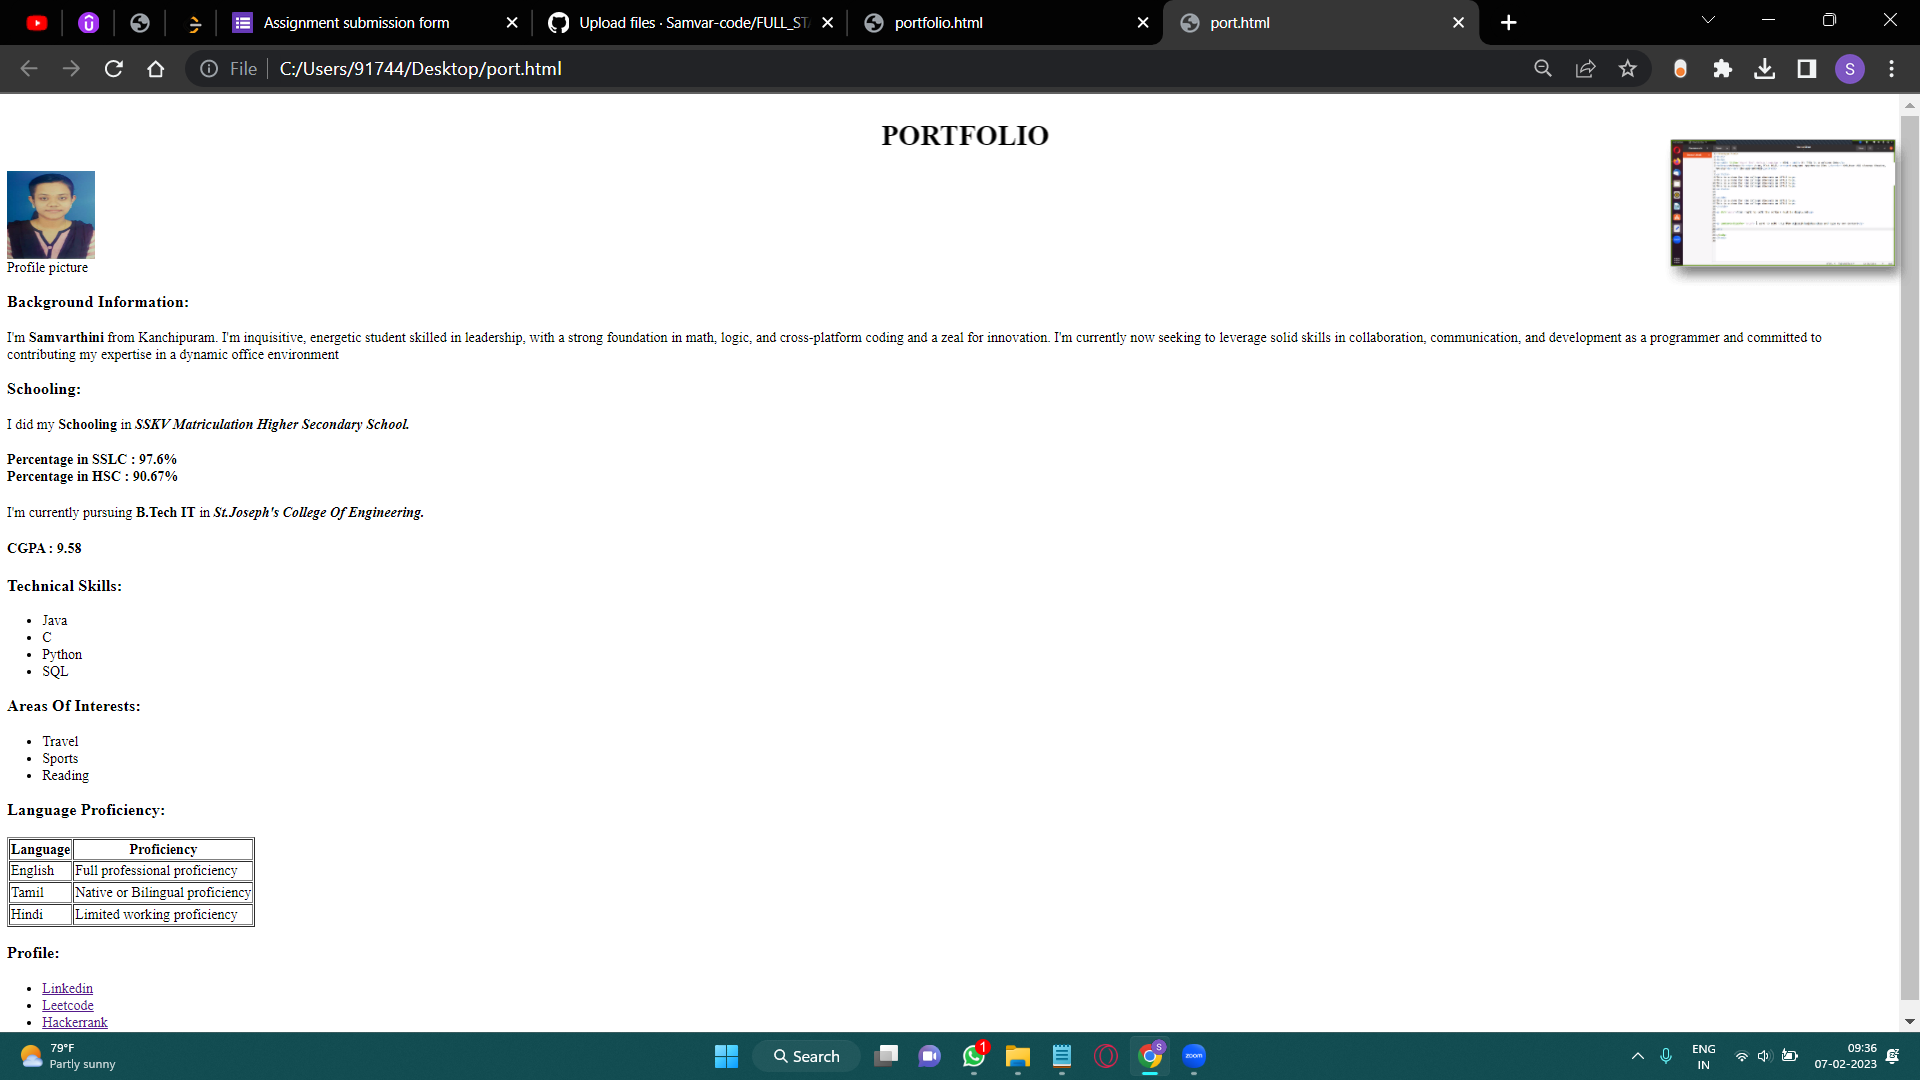 Assignment submission form
Upload files · Samvar-code/FULL_STA
portfolio.html
port.html
File
C:/Users/91744/Desktop/port.html
S
PORTFOLIO
Profile picture
Background Information:
I'm Samvarthini from Kanchipuram. I'm inquisitive, energetic student skilled in leadership, with a strong foundation in math, logic, and cross-platform coding and a zeal for innovation. I'm currently now seeking to leverage solid skills in collaboration, communication, and development as a programmer and committed to
contributing my expertise in a dynamic office environment
Schooling:
I did my Schooling in SSKV Matriculation Higher Secondary School.
Percentage in SSLC : 97.6%
Percentage in HSC : 90.67%
I'm currently pursuing B.Tech IT in St.Joseph's College Of Engineering.
CGPA : 9.58
Technical Skills:
• Java
• C
• Python
• SQL
Areas Of Interests:
• Travel
• Sports
• Reading
Language Proficiency:
Language Proficiency
English Full professional proficiency
Tamil Native or Bilingual proficiency
Hindi Limited working proficiency
Profile:
• Linkedin
• Leetcode
• Hackerrank
79°F
Partly sunny
Search
1
S
zoom
ENG
IN
09:36
07-02-2023